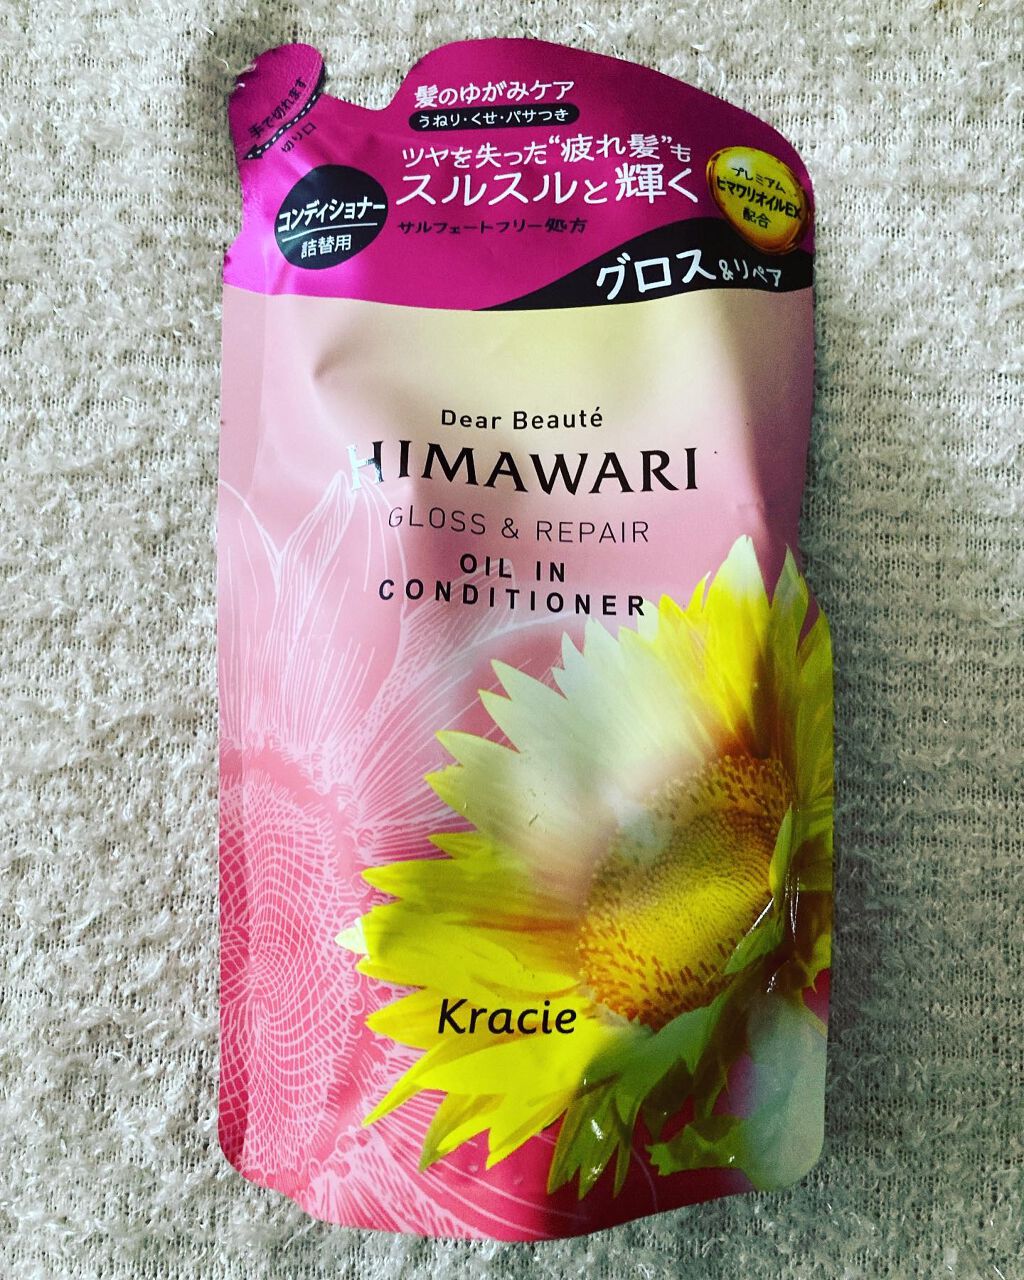 手で切れます
切り口
髪のゆがみケア
うねり・くせ・パサつき
ツヤを失った“疲れ髪”も
スルスルと輝く
サルフェートフリー処方
コンディショナー
詰替用
プレミアム
ヒマワリオイルEX
配合
グロス&リペア
Dear Beauté
HIMAWARI
GLOSS & REPAIR
OIL IN
CONDITIONER
Kracie